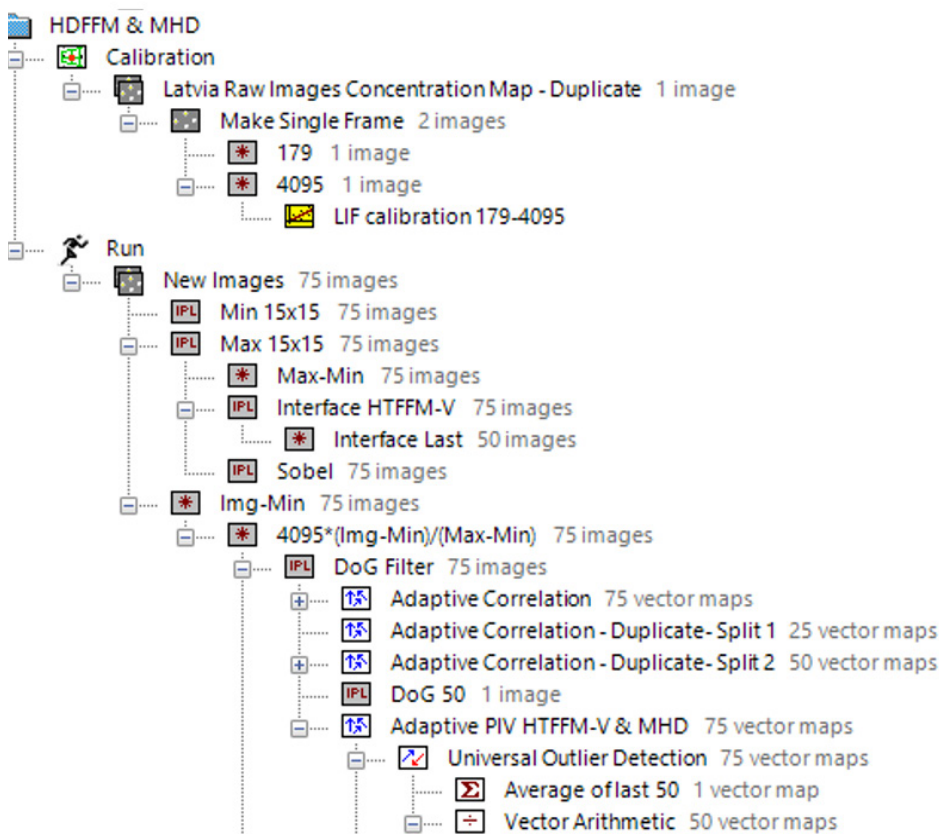 HDFFM & MHD
Calibration
Latvia Raw Images Concentration Map - Duplicate 1 image
Make Single Frame 2 images
179 1 image
4095 1 image
LIF calibration 179-4095
Run
New Images 75 images
IPL Min 15x15 75 images
IPL Max 15x15 75 images
Max-Min 75 images
IPL Interface HTFFM-V 75 images
Interface Last 50 images
IPL Sobel 75 images
Img-Min 75 images
4095*(Img-Min)/(Max-Min) 75 images
IPL DoG Filter 75 images
Adaptive Correlation 75 vector maps
Adaptive Correlation - Duplicate- Split 1 25 vector maps
Adaptive Correlation - Duplicate- Split 2 50 vector maps
IPL DoG 50 1 image
Adaptive PIV HTFFM-V & MHD 75 vector maps
Universal Outlier Detection 75 vector maps
Σ Average of last 50 1 vector map
÷ Vector Arithmetic 50 vector maps